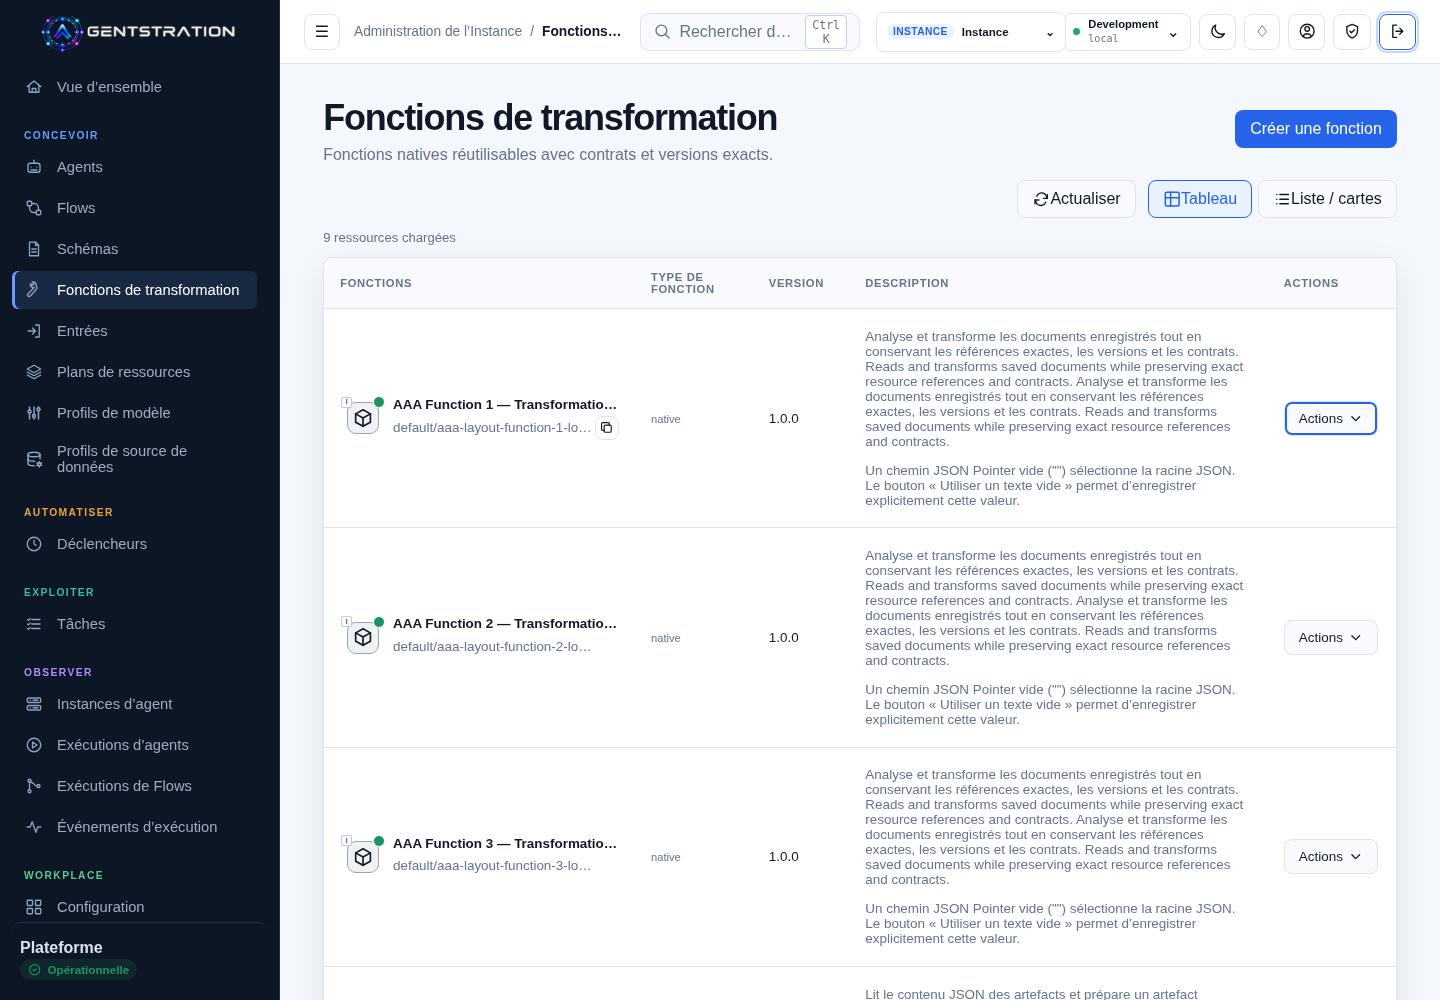 GENTSTRATION
Vue d’ensemble
CONCEVOIR
Agents
Flows
Schémas
Fonctions de transformation
Entrées
Plans de ressources
Profils de modèle
Profils de source de
données
AUTOMATISER
Déclencheurs
EXPLOITER
Tâches
OBSERVER
Instances d’agent
Exécutions d’agents
Exécutions de Flows
Événements d’exécution
WORKPLACE
Configuration
Plateforme
Opérationnelle
Administration de l’Instance / Fonctions…
Rechercher d…
Ctrl
K
INSTANCE Instance
Development
local
Fonctions de transformation
Fonctions natives réutilisables avec contrats et versions exacts.
Créer une fonction
Actualiser
Tableau
Liste / cartes
9 ressources chargées
FONCTIONS
TYPE DE
FONCTION
VERSION
DESCRIPTION
ACTIONS
I
AAA Function 1 — Transformatio…
default/aaa-layout-function-1-lo…
native
1.0.0
Analyse et transforme les documents enregistrés tout en
conservant les références exactes, les versions et les contrats.
Reads and transforms saved documents while preserving exact
resource references and contracts. Analyse et transforme les
documents enregistrés tout en conservant les références
exactes, les versions et les contrats. Reads and transforms
saved documents while preserving exact resource references
and contracts.
Un chemin JSON Pointer vide ("") sélectionne la racine JSON.
Le bouton « Utiliser un texte vide » permet d’enregistrer
explicitement cette valeur.
Actions
I
AAA Function 2 — Transformatio…
default/aaa-layout-function-2-lo…
native
1.0.0
Analyse et transforme les documents enregistrés tout en
conservant les références exactes, les versions et les contrats.
Reads and transforms saved documents while preserving exact
resource references and contracts. Analyse et transforme les
documents enregistrés tout en conservant les références
exactes, les versions et les contrats. Reads and transforms
saved documents while preserving exact resource references
and contracts.
Un chemin JSON Pointer vide ("") sélectionne la racine JSON.
Le bouton « Utiliser un texte vide » permet d’enregistrer
explicitement cette valeur.
Actions
I
AAA Function 3 — Transformatio…
default/aaa-layout-function-3-lo…
native
1.0.0
Analyse et transforme les documents enregistrés tout en
conservant les références exactes, les versions et les contrats.
Reads and transforms saved documents while preserving exact
resource references and contracts. Analyse et transforme les
documents enregistrés tout en conservant les références
exactes, les versions et les contrats. Reads and transforms
saved documents while preserving exact resource references
and contracts.
Un chemin JSON Pointer vide ("") sélectionne la racine JSON.
Le bouton « Utiliser un texte vide » permet d’enregistrer
explicitement cette valeur.
Actions
Lit le contenu JSON des artefacts et prépare un artefact